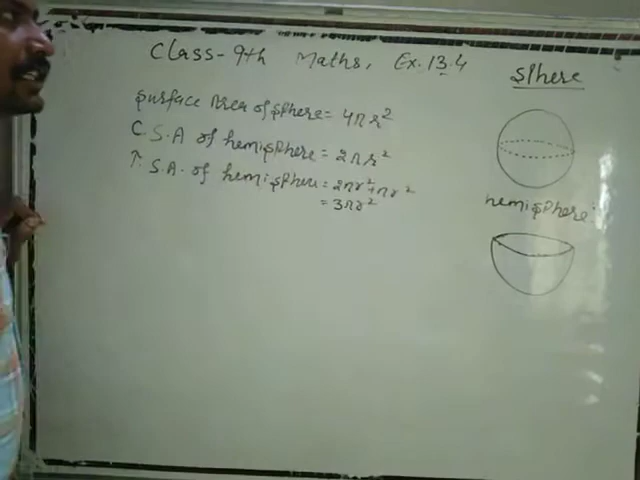 Class-9th Maths, Ex. 13.4
Sphere
Surface Area of sphere = 4πr²
C.S.A of hemisphere = 2πr²
T.S.A. of hemisphere = 2πr²+πr²
= 3πr²
hemisphere